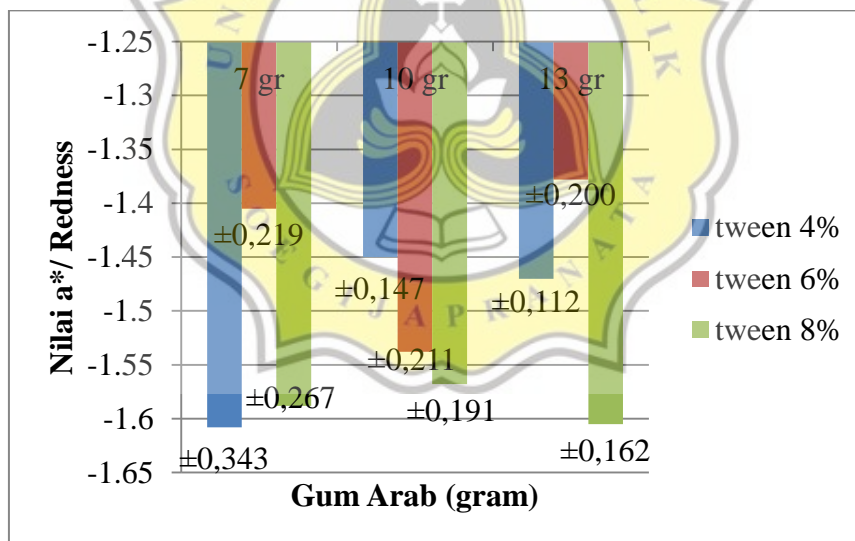 -1.25
-1.3
-1.35
-1.4
-1.45
-1.5
-1.55
-1.6
-1.65
Nilai a*/ Redness
7 gr
10 gr
13 gr
±0,343
±0,219
±0,267
±0,147
±0,211
±0,191
±0,112
±0,200
±0,162
Gum Arab (gram)
tween 4%
tween 6%
tween 8%
U N
L I K
S O E G I J A P R A N A T A